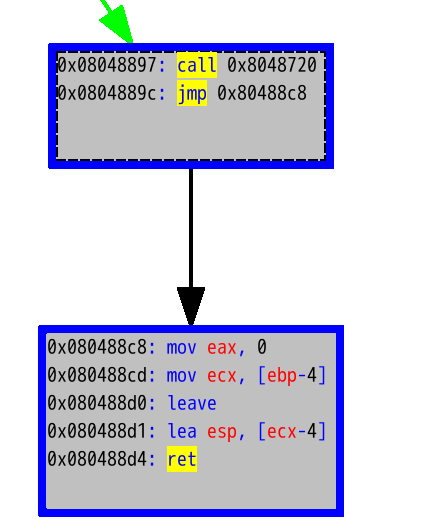 0x08048897: call 0x8048720
0x0804889c: jmp 0x80488c8
0x080488c8: mov eax, 0
0x080488cd: mov ecx, [ebp-4]
0x080488d0: leave
0x080488d1: lea esp, [ecx-4]
0x080488d4: ret